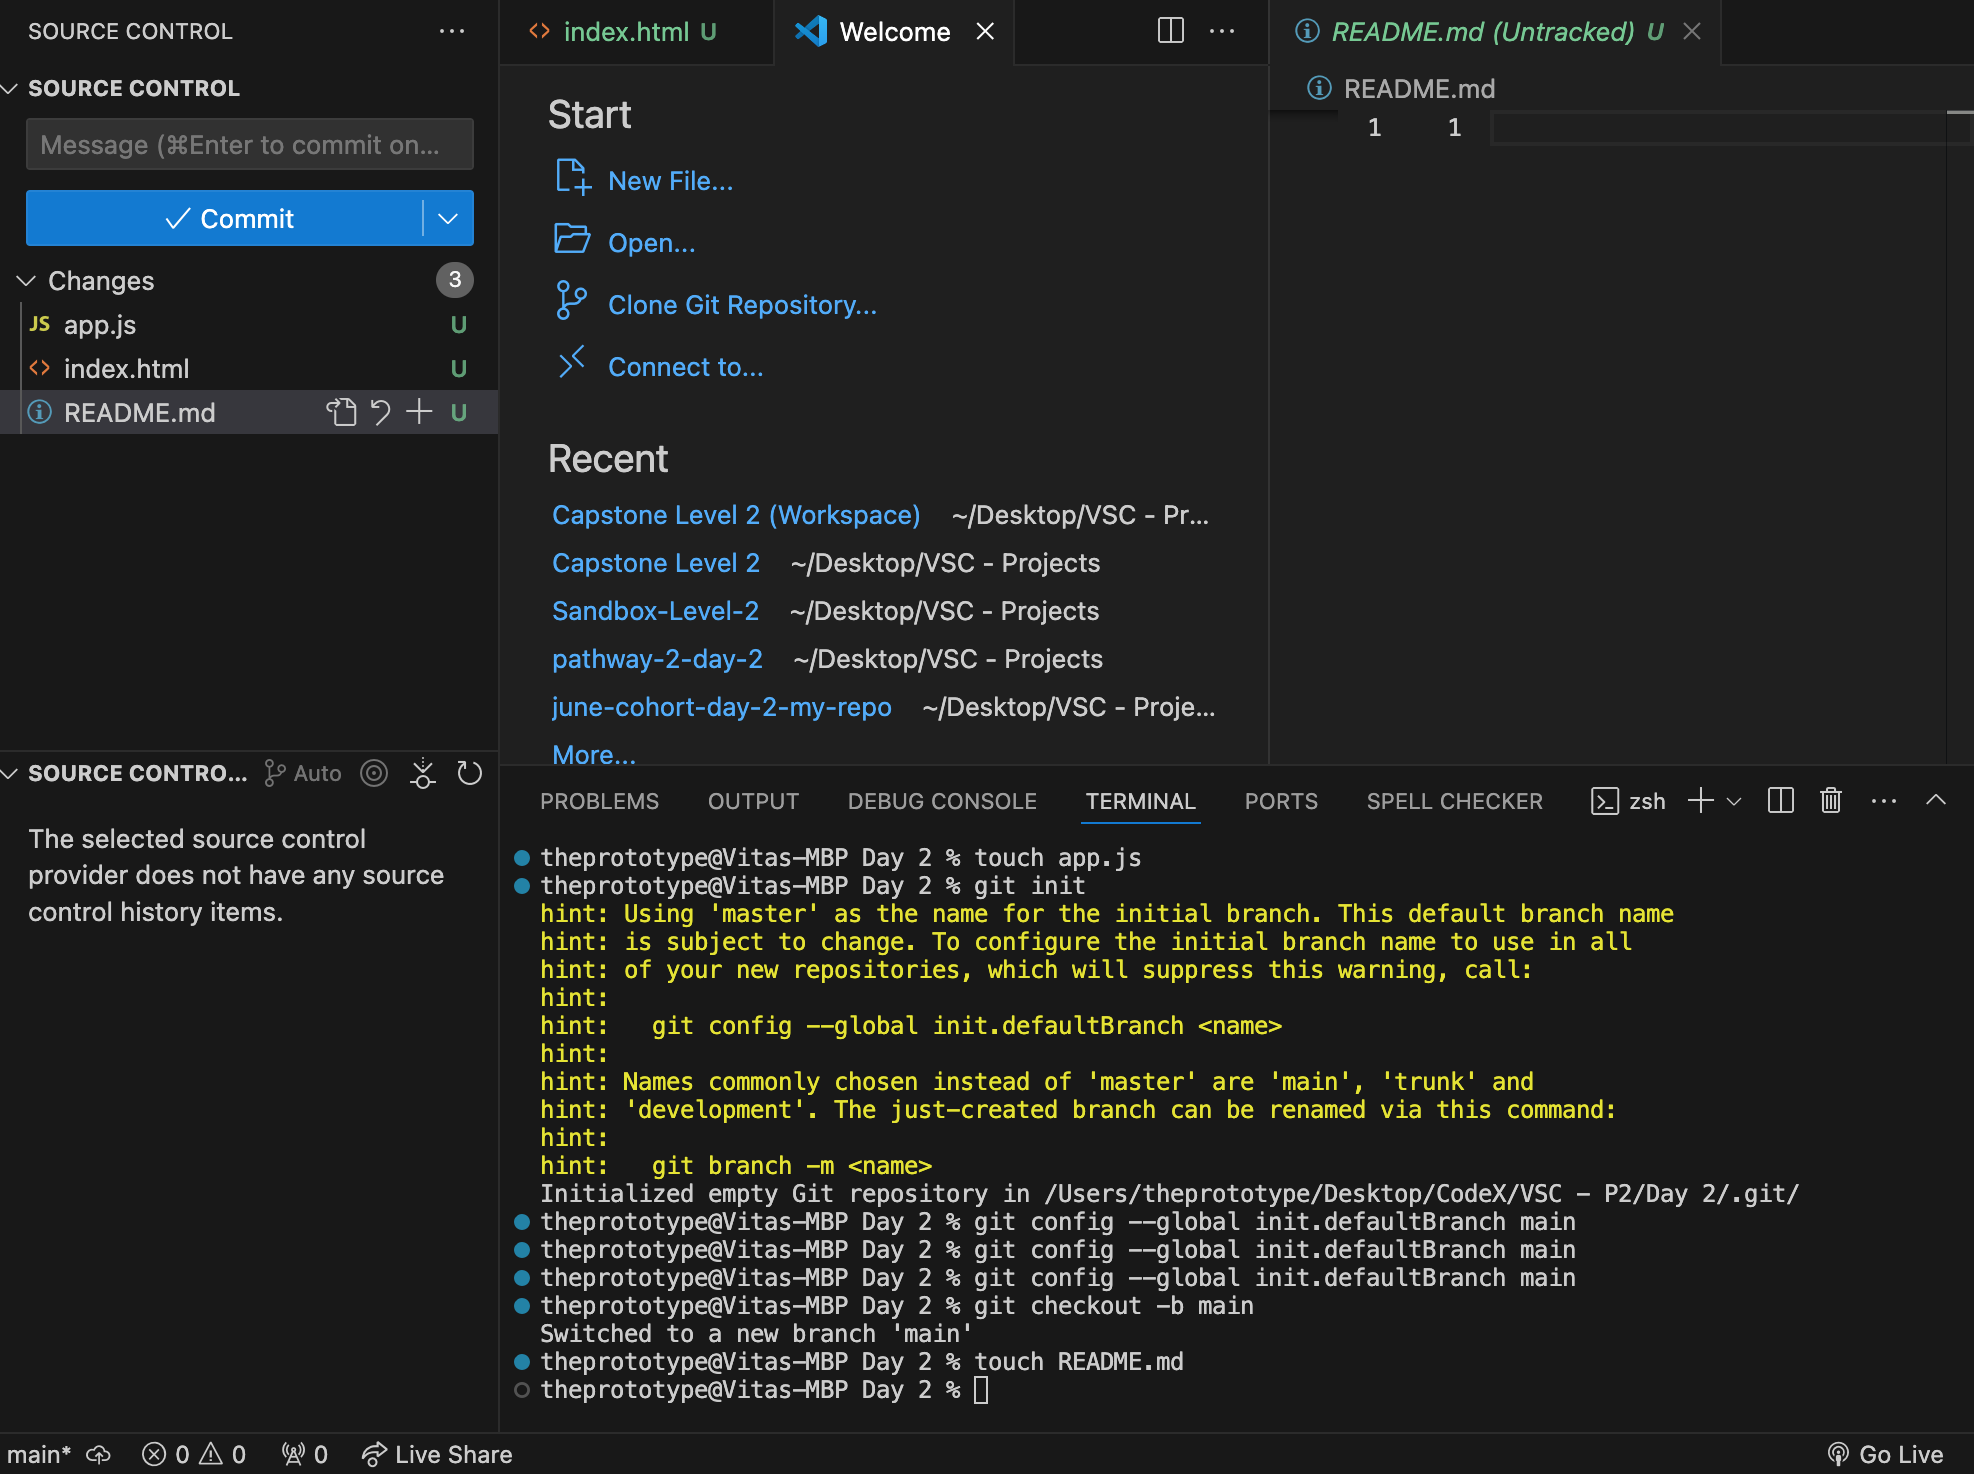 SOURCE CONTROL
SOURCE CONTROL
Message (⌘Enter to commit on...
Commit
Changes 3
JS app.js U
index.html U
README.md U
SOURCE CONTRO... Auto
The selected source control
provider does not have any source
control history items.
index.html U
Welcome
Start
New File...
Open...
Clone Git Repository...
Connect to...
Recent
Capstone Level 2 (Workspace) ~/Desktop/VSC - Pr...
Capstone Level 2 ~/Desktop/VSC - Projects
Sandbox-Level-2 ~/Desktop/VSC - Projects
pathway-2-day-2 ~/Desktop/VSC - Projects
june-cohort-day-2-my-repo ~/Desktop/VSC - Proje...
More...
README.md (Untracked) U
README.md
1 1
PROBLEMS OUTPUT DEBUG CONSOLE TERMINAL PORTS SPELL CHECKER zsh
theprototype@Vitas-MBP Day 2 % touch app.js
theprototype@Vitas-MBP Day 2 % git init
hint: Using 'master' as the name for the initial branch. This default branch name
hint: is subject to change. To configure the initial branch name to use in all
hint: of your new repositories, which will suppress this warning, call:
hint:
hint:   git config --global init.defaultBranch <name>
hint:
hint: Names commonly chosen instead of 'master' are 'main', 'trunk' and
hint: 'development'. The just-created branch can be renamed via this command:
hint:
hint:   git branch -m <name>
Initialized empty Git repository in /Users/theprototype/Desktop/CodeX/VSC - P2/Day 2/.git/
theprototype@Vitas-MBP Day 2 % git config --global init.defaultBranch main
theprototype@Vitas-MBP Day 2 % git config --global init.defaultBranch main
theprototype@Vitas-MBP Day 2 % git config --global init.defaultBranch main
theprototype@Vitas-MBP Day 2 % git checkout -b main
Switched to a new branch 'main'
theprototype@Vitas-MBP Day 2 % touch README.md
theprototype@Vitas-MBP Day 2 %
main* 0 0 0 Live Share Go Live